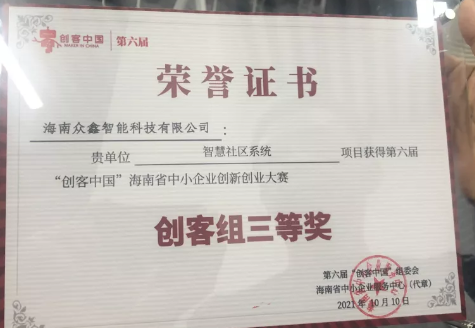 创客中国 第六届
MAKER IN CHINA
荣誉证书
海南众鑫智能科技有限公司：
贵单位 智慧社区系统 项目获得第六届
“创客中国”海南省中小企业创新创业大赛
创客组三等奖
第六届“创客中国”组委会
海南省中小企业服务中心（代章）
2021年10月10日